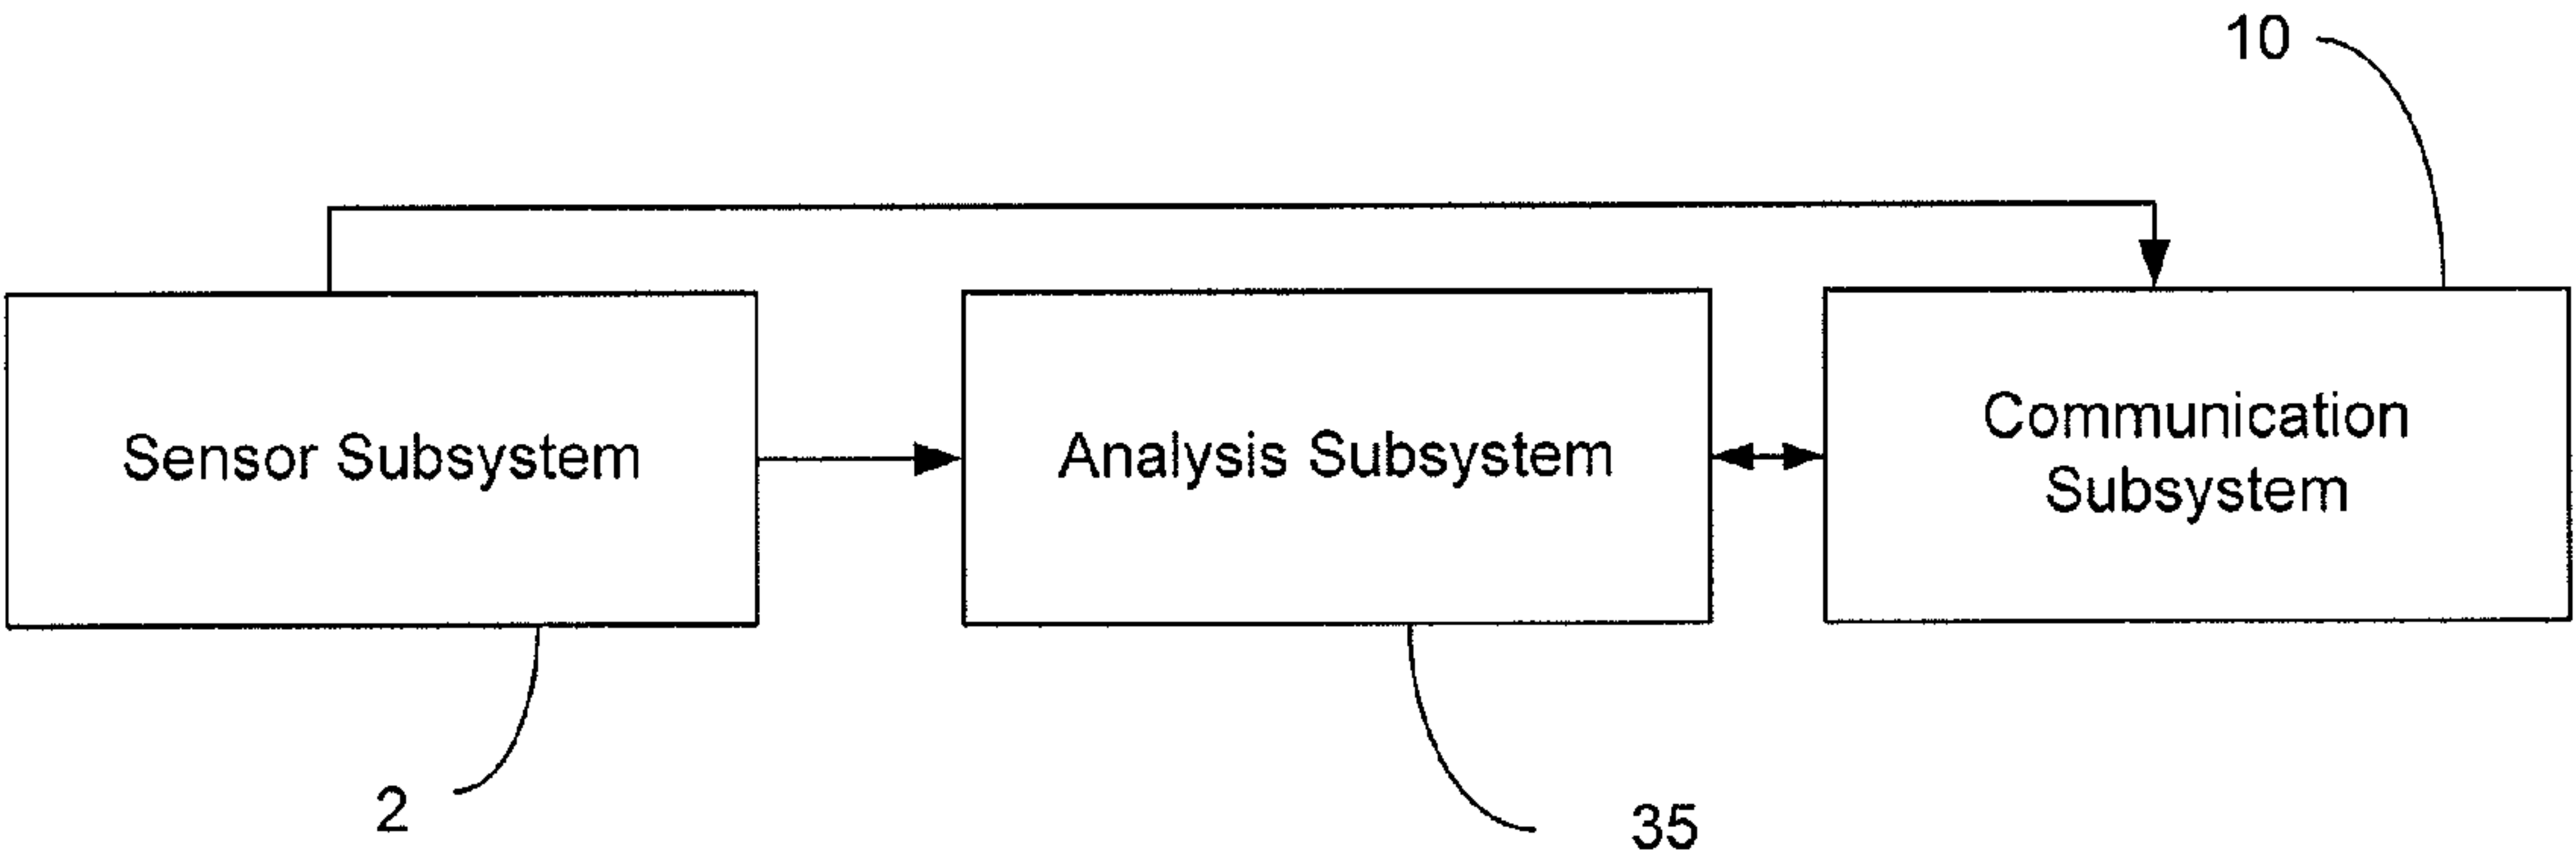 10
Sensor Subsystem
Analysis Subsystem
Communication
Subsystem
2
35